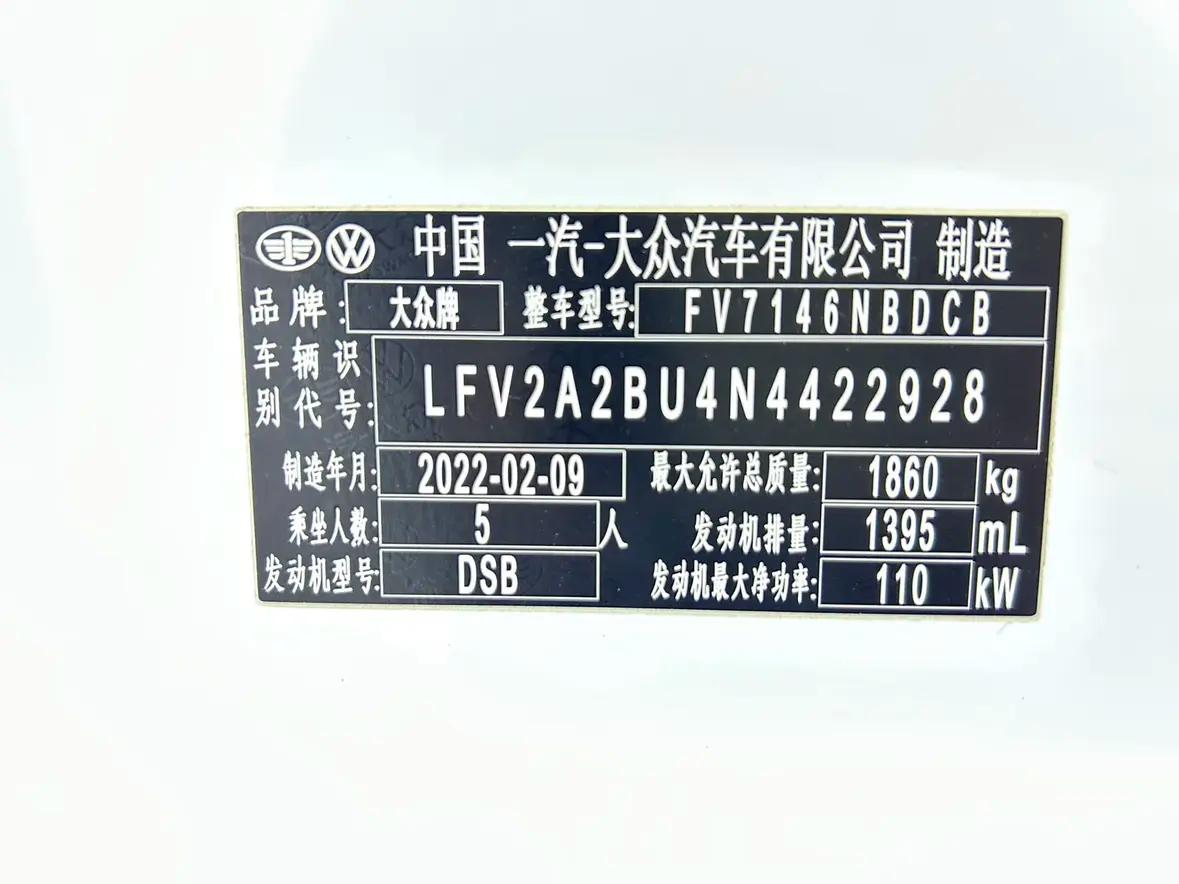 中国 一汽-大众汽车有限公司 制造
品牌: 大众牌 整车型号: FV7146NBDCB
车辆识
别代号: LFV2A2BU4N4422928
制造年月: 2022-02-09 最大允许总质量: 1860 kg
乘坐人数: 5 人 发动机排量: 1395 mL
发动机型号: DSB 发动机最大净功率: 110 kW